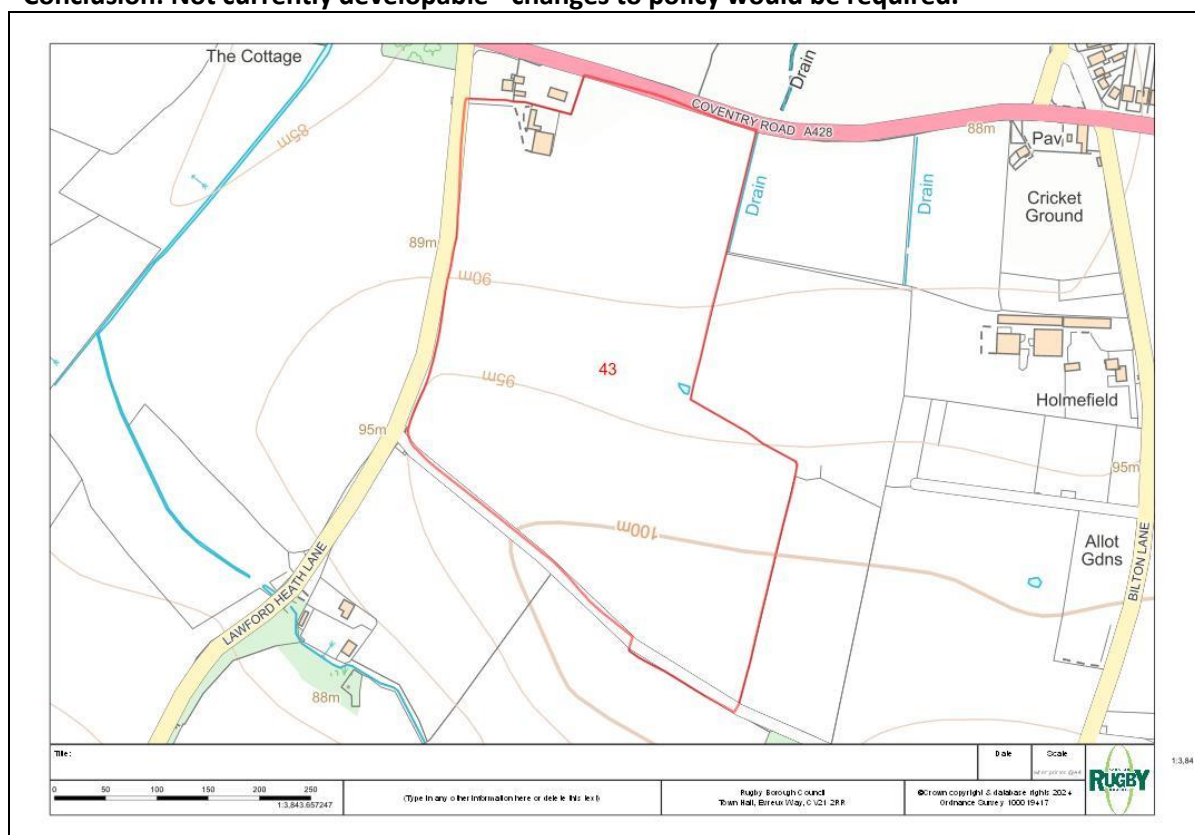 Conclusion: Not currently developable - changes to policy would be required.
The Cottage
85m
Drain
COVENTRY ROAD A428
88m
Pav
Drain
Drain
Cricket
Ground
89m
90m
43
95m
Holmefield
95m
95m
100m
Allot
Gdns
LAWFORD HEATH LANE
BILTON LANE
88m
Title:
Date
Scale
0 50 100 150 200 250
1:3,843.657247
(Type in any other information here or delete this text)
Rugby Borough Council
Town Hall, Evreux Way, CV21 2RR
©Crown copyright & database rights 2024
Ordnance Survey 100019417
RUGBY
1:3,84